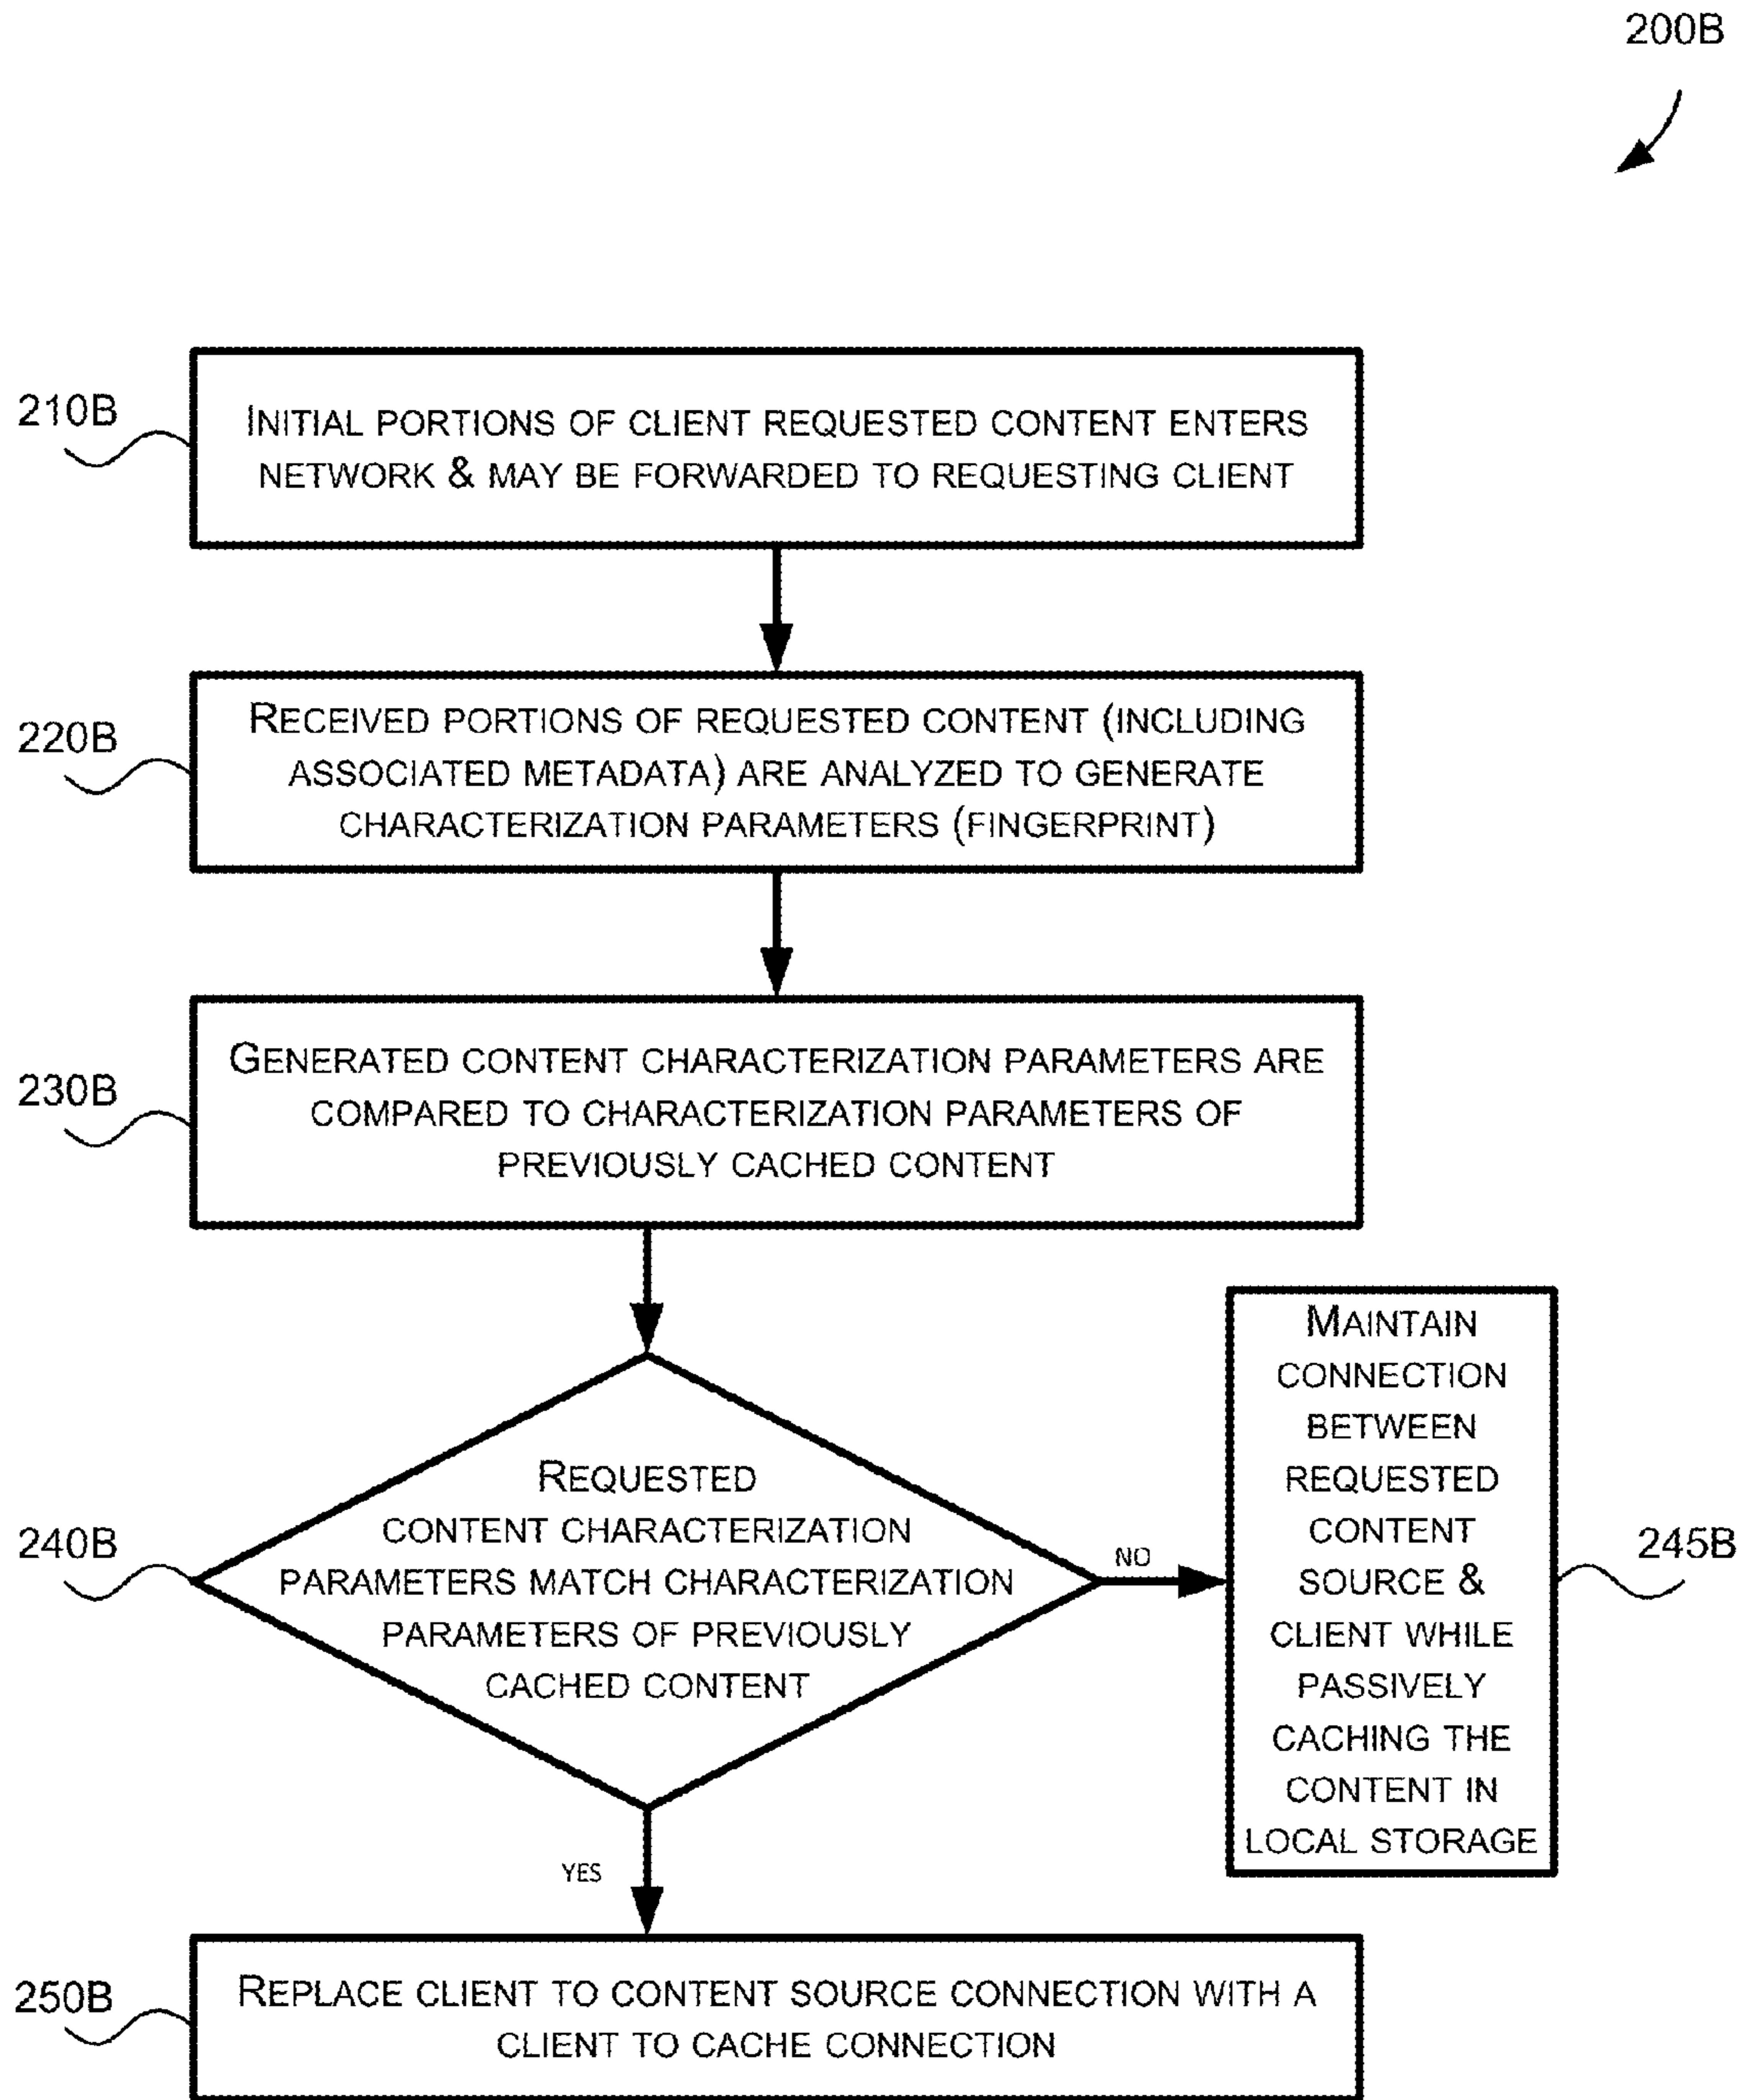 200B
210B
INITIAL PORTIONS OF CLIENT REQUESTED CONTENT ENTERS
NETWORK & MAY BE FORWARDED TO REQUESTING CLIENT
220B
RECEIVED PORTIONS OF REQUESTED CONTENT (INCLUDING
ASSOCIATED METADATA) ARE ANALYZED TO GENERATE
CHARACTERIZATION PARAMETERS (FINGERPRINT)
230B
GENERATED CONTENT CHARACTERIZATION PARAMETERS ARE
COMPARED TO CHARACTERIZATION PARAMETERS OF
PREVIOUSLY CACHED CONTENT
240B
REQUESTED
CONTENT CHARACTERIZATION
PARAMETERS MATCH CHARACTERIZATION
PARAMETERS OF PREVIOUSLY
CACHED CONTENT
NO
MAINTAIN
CONNECTION
BETWEEN
REQUESTED
CONTENT
SOURCE &
CLIENT WHILE
PASSIVELY
CACHING THE
CONTENT IN
LOCAL STORAGE
245B
YES
250B
REPLACE CLIENT TO CONTENT SOURCE CONNECTION WITH A
CLIENT TO CACHE CONNECTION